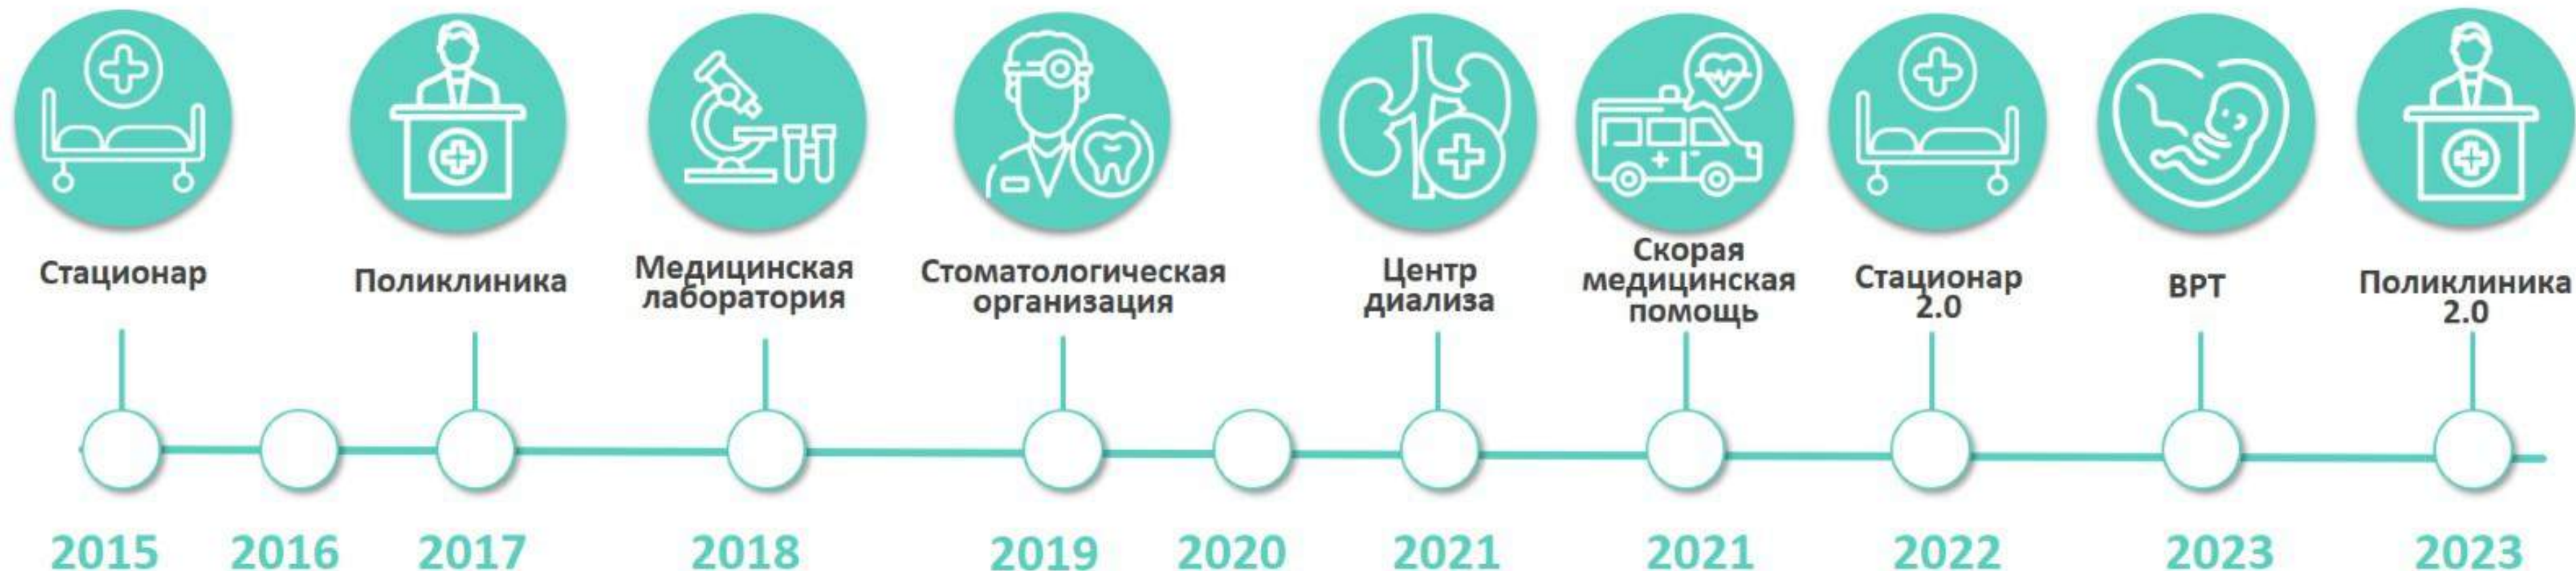 Стационар
Поликлиника
Медицинская
лаборатория
Стоматологическая
организация
Центр
диализа
Скорая
медицинская
помощь
Стационар
2.0
ВРТ
Поликлиника
2.0
2015
2016
2017
2018
2019
2020
2021
2021
2022
2023
2023